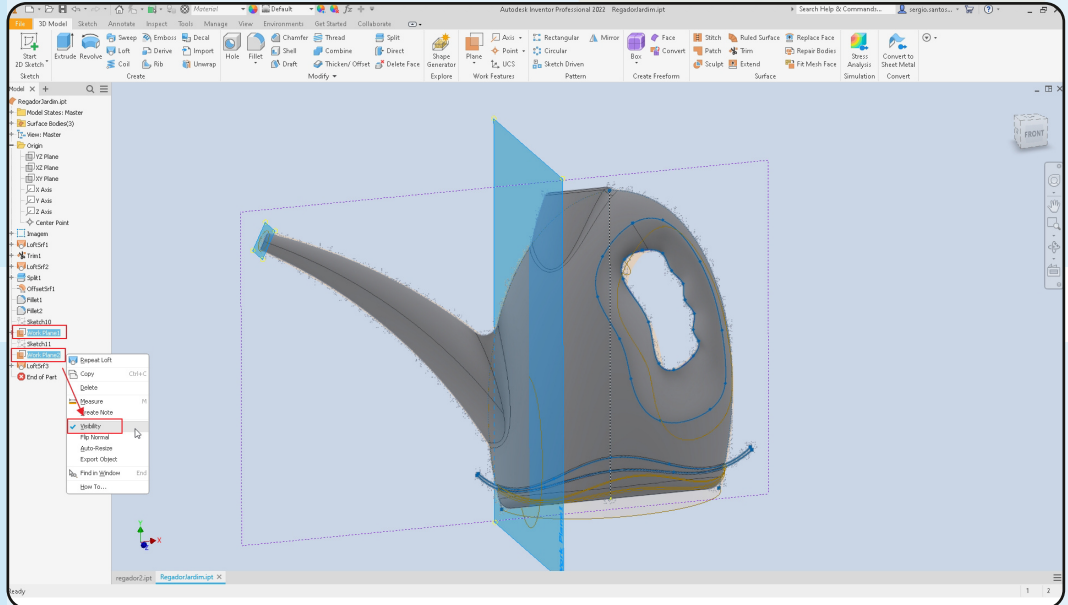 Material
Default
Autodesk Inventor Professional 2022 RegadorJardim.ipt
Search Help & Commands...
sergio.santos...
File 3D Model Sketch Annotate Inspect Tools Manage View Environments Get Started Collaborate
Start 2D Sketch
Extrude Revolve
Sweep Emboss Decal
Loft Derive Import
Coil Rib Unwrap
Hole Fillet
Chamfer Thread Split
Shell Combine Direct
Draft Thicken/ Offset Delete Face
Shape Generator
Plane
Axis
Point
UCS
Rectangular Mirror
Circular
Sketch Driven
Box
Face
Convert
Stitch Ruled Surface Replace Face
Patch Trim Repair Bodies
Sculpt Extend Fit Mesh Face
Stress Analysis
Convert to Sheet Metal
Sketch Create Modify Explore Work Features Pattern Create Freeform Surface Simulation Convert
Model
RegadorJardim.ipt
Model States: Master
Surface Bodies(3)
View: Master
Origin
YZ Plane
XZ Plane
XY Plane
X Axis
Y Axis
Z Axis
Center Point
Imagem
LoftSrf1
Trim1
LoftSrf2
Split1
OffsetSrf1
Fillet1
Fillet2
Sketch10
Work Plane1
Sketch11
LoftSrf3
End of Part
Repeat Loft
Copy Ctrl+C
Delete
Measure M
Create Note
Visibility
Flip Normal
Auto-Resize
Export Object
Find in Window End
How To...
FRONT
Y
X
Z
regador2.ipt RegadorJardim.ipt
Ready
1 2